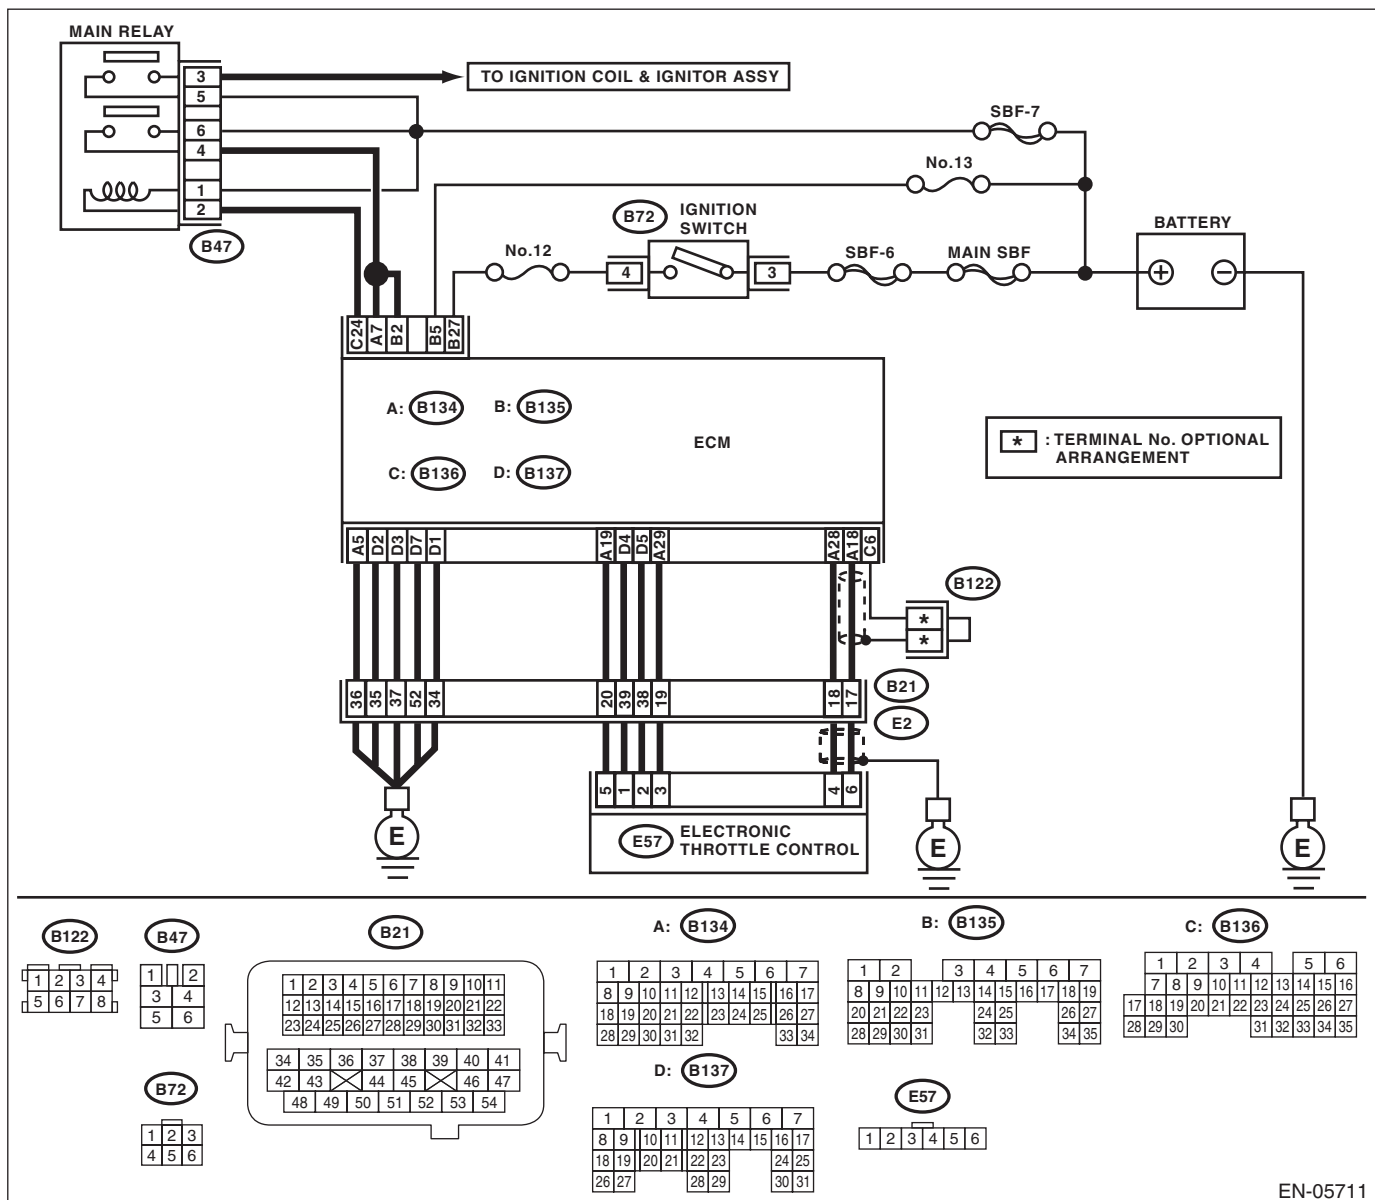 MAIN RELAY
3
5
6
4
1
2
B47
TO IGNITION COIL & IGNITOR ASSY
SBF-7
No.13
B72
IGNITION
SWITCH
No.12
4
3
SBF-6
MAIN SBF
BATTERY
+
−
C24
A7
B2
B5
B27
A: B134
B: B135
C: B136
D: B137
ECM
* : TERMINAL No. OPTIONAL
ARRANGEMENT
A5 D2 D3 D7 D1
A19 D4 D5 A29
A28 A18 C6
B122
*
*
36 35 37 52 34
20 39 38 19
18 17
B21
E2
5 1 2 3
4 6
E57
ELECTRONIC
THROTTLE CONTROL
E
E
E
B122
1 2 3 4
5 6 7 8
B47
1 2
3 4
5 6
B72
1 2 3
4 5 6
B21
1 2 3 4 5 6 7 8 9 10 11
12 13 14 15 16 17 18 19 20 21 22
23 24 25 26 27 28 29 30 31 32 33
34 35 36 37 38 39 40 41
42 43 44 45 46 47
48 49 50 51 52 53 54
A: B134
1 2 3 4 5 6 7
8 9 10 11 12 13 14 15 16 17
18 19 20 21 22 23 24 25 26 27
28 29 30 31 32 33 34
B: B135
1 2 3 4 5 6 7
8 9 10 11 12 13 14 15 16 17 18 19
20 21 22 23 24 25 26 27
28 29 30 31 32 33 34 35
C: B136
1 2 3 4 5 6
7 8 9 10 11 12 13 14 15 16
17 18 19 20 21 22 23 24 25 26 27
28 29 30 31 32 33 34 35
D: B137
1 2 3 4 5 6 7
8 9 10 11 12 13 14 15 16 17
18 19 20 21 22 23 24 25
26 27 28 29 30 31
E57
1 2 3 4 5 6
EN-05711